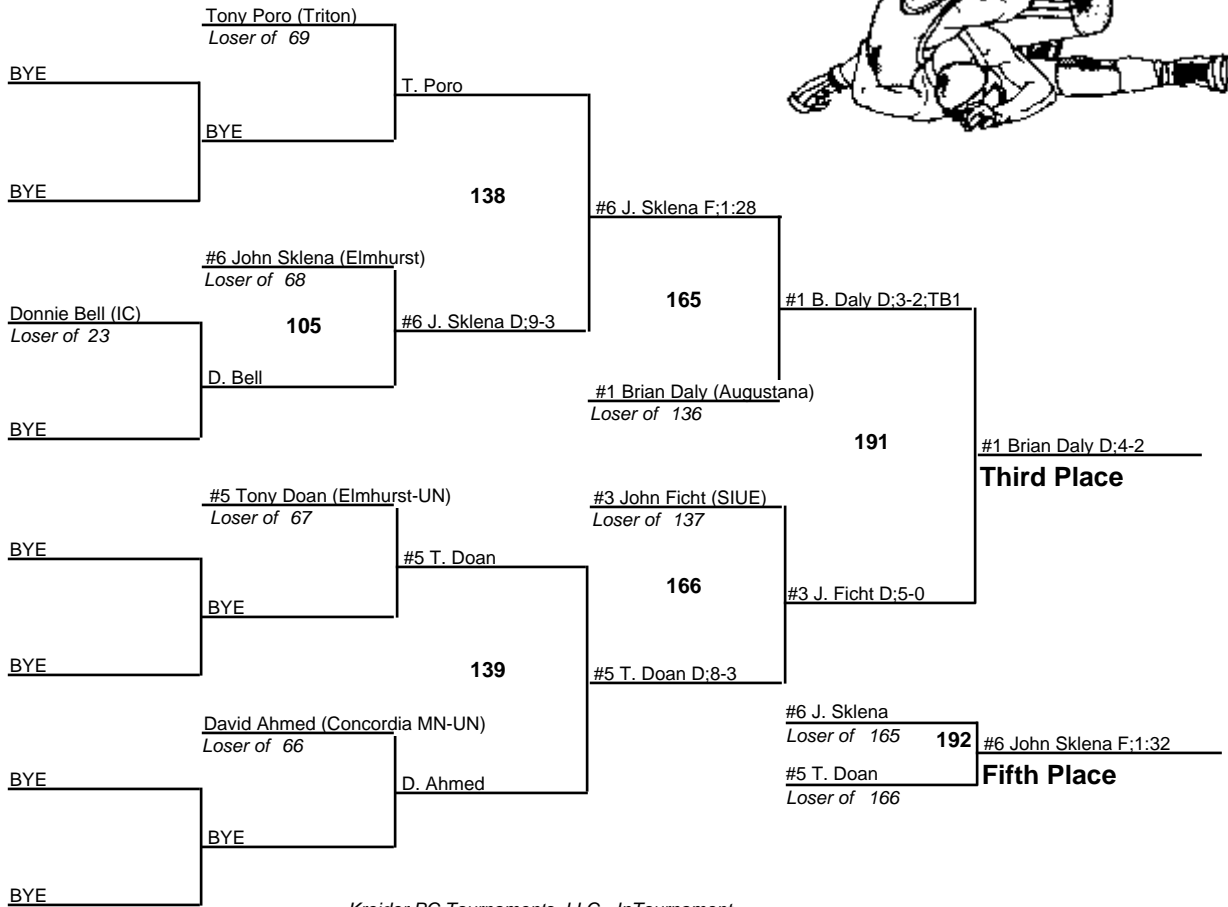 Tony Poro (Triton)
Loser of 69
BYE
T. Poro
BYE
BYE
138
#6 J. Sklena F;1:28
#6 John Sklena (Elmhurst)
Loser of 68
Donnie Bell (IC)
Loser of 23
105
#6 J. Sklena D;9-3
165
#1 B. Daly D;3-2;TB1
D. Bell
#1 Brian Daly (Augustana)
Loser of 136
BYE
191
#1 Brian Daly D;4-2
Third Place
#5 Tony Doan (Elmhurst-UN)
Loser of 67
#3 John Ficht (SIUE)
Loser of 137
BYE
#5 T. Doan
166
#3 J. Ficht D;5-0
BYE
BYE
139
#5 T. Doan D;8-3
David Ahmed (Concordia MN-UN)
Loser of 66
#6 J. Sklena
Loser of 165
192
#6 John Sklena F;1:32
Fifth Place
#5 T. Doan
Loser of 166
BYE
D. Ahmed
BYE
BYE